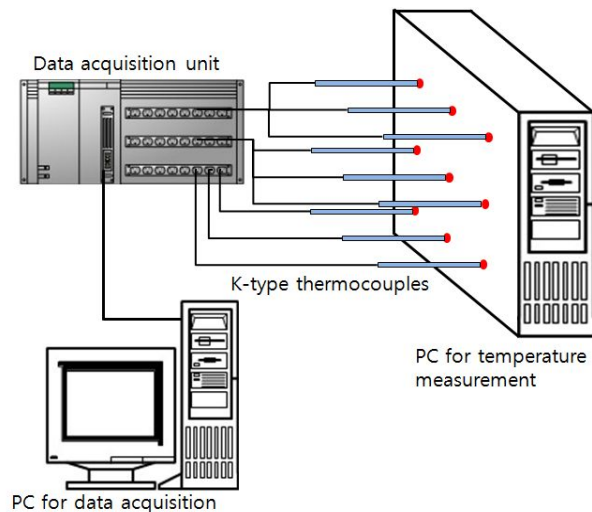 Data acquisition unit
K-type thermocouples
PC for temperature
measurement
PC for data acquisition